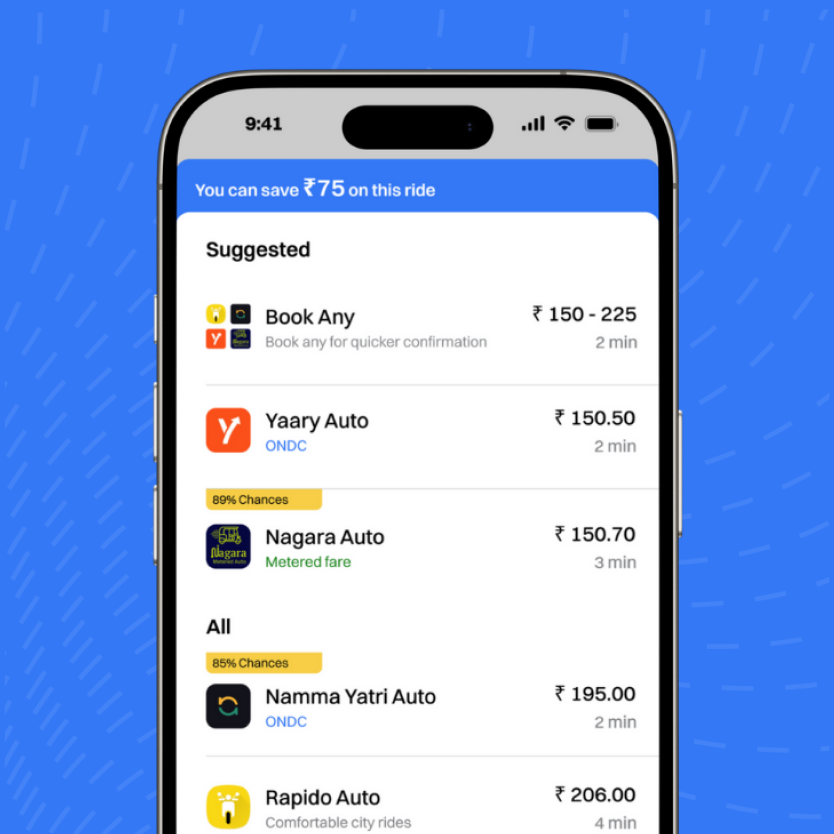 9:41
You can save ₹75 on this ride
Suggested
Book Any
₹ 150 - 225
Book any for quicker confirmation
2 min
Yaary Auto
₹ 150.50
ONDC
2 min
89% Chances
Nagara
Metered Auto
Nagara Auto
₹ 150.70
Metered fare
3 min
All
85% Chances
Namma Yatri Auto
₹ 195.00
ONDC
2 min
Rapido Auto
₹ 206.00
Comfortable city rides
4 min